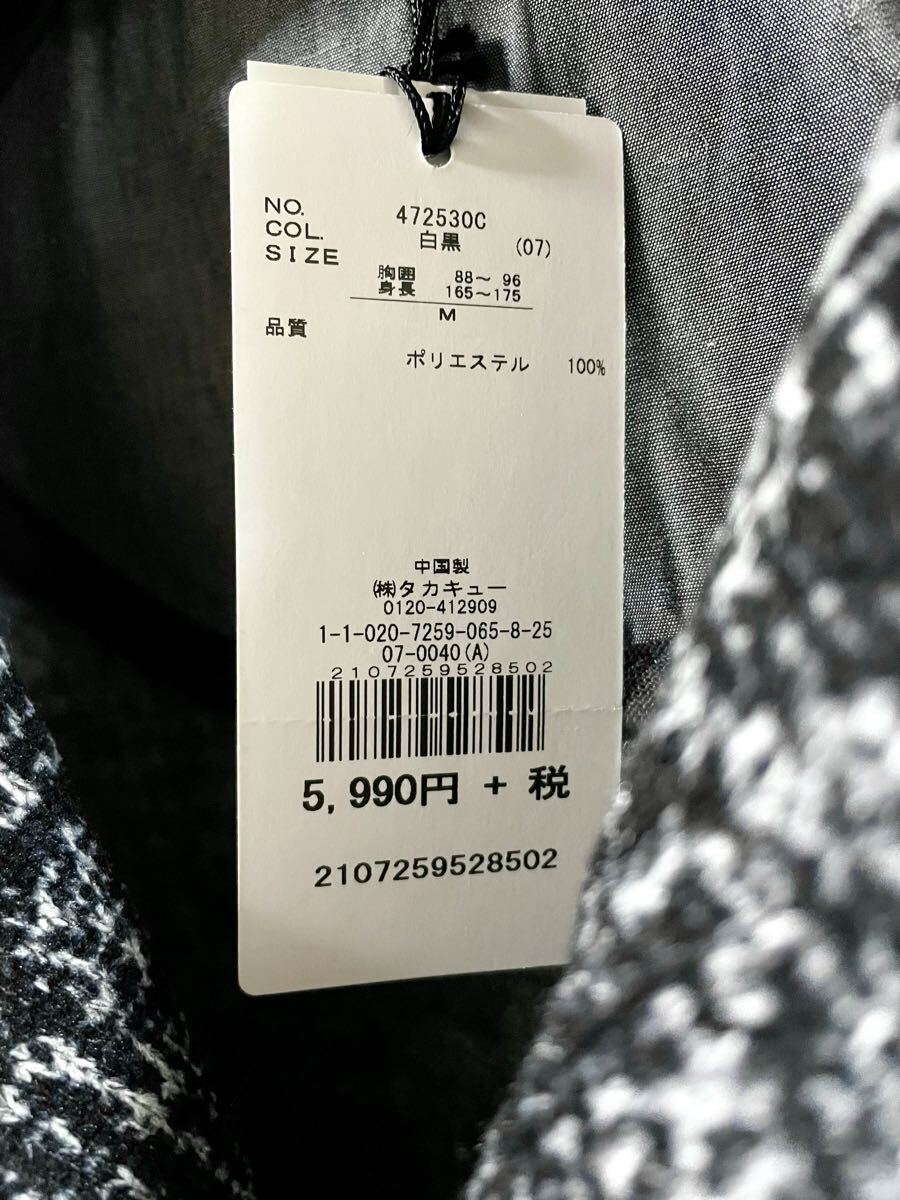 NO. 472530C
COL. 白黒 (07)
SIZE
胸囲 88～ 96
身長 165～175
M
品質
ポリエステル 100%
中国製
㈱タカキュー
0120-412909
1-1-020-7259-065-8-25
07-0040(A)
2107259528502
5,990円 + 税
2107259528502